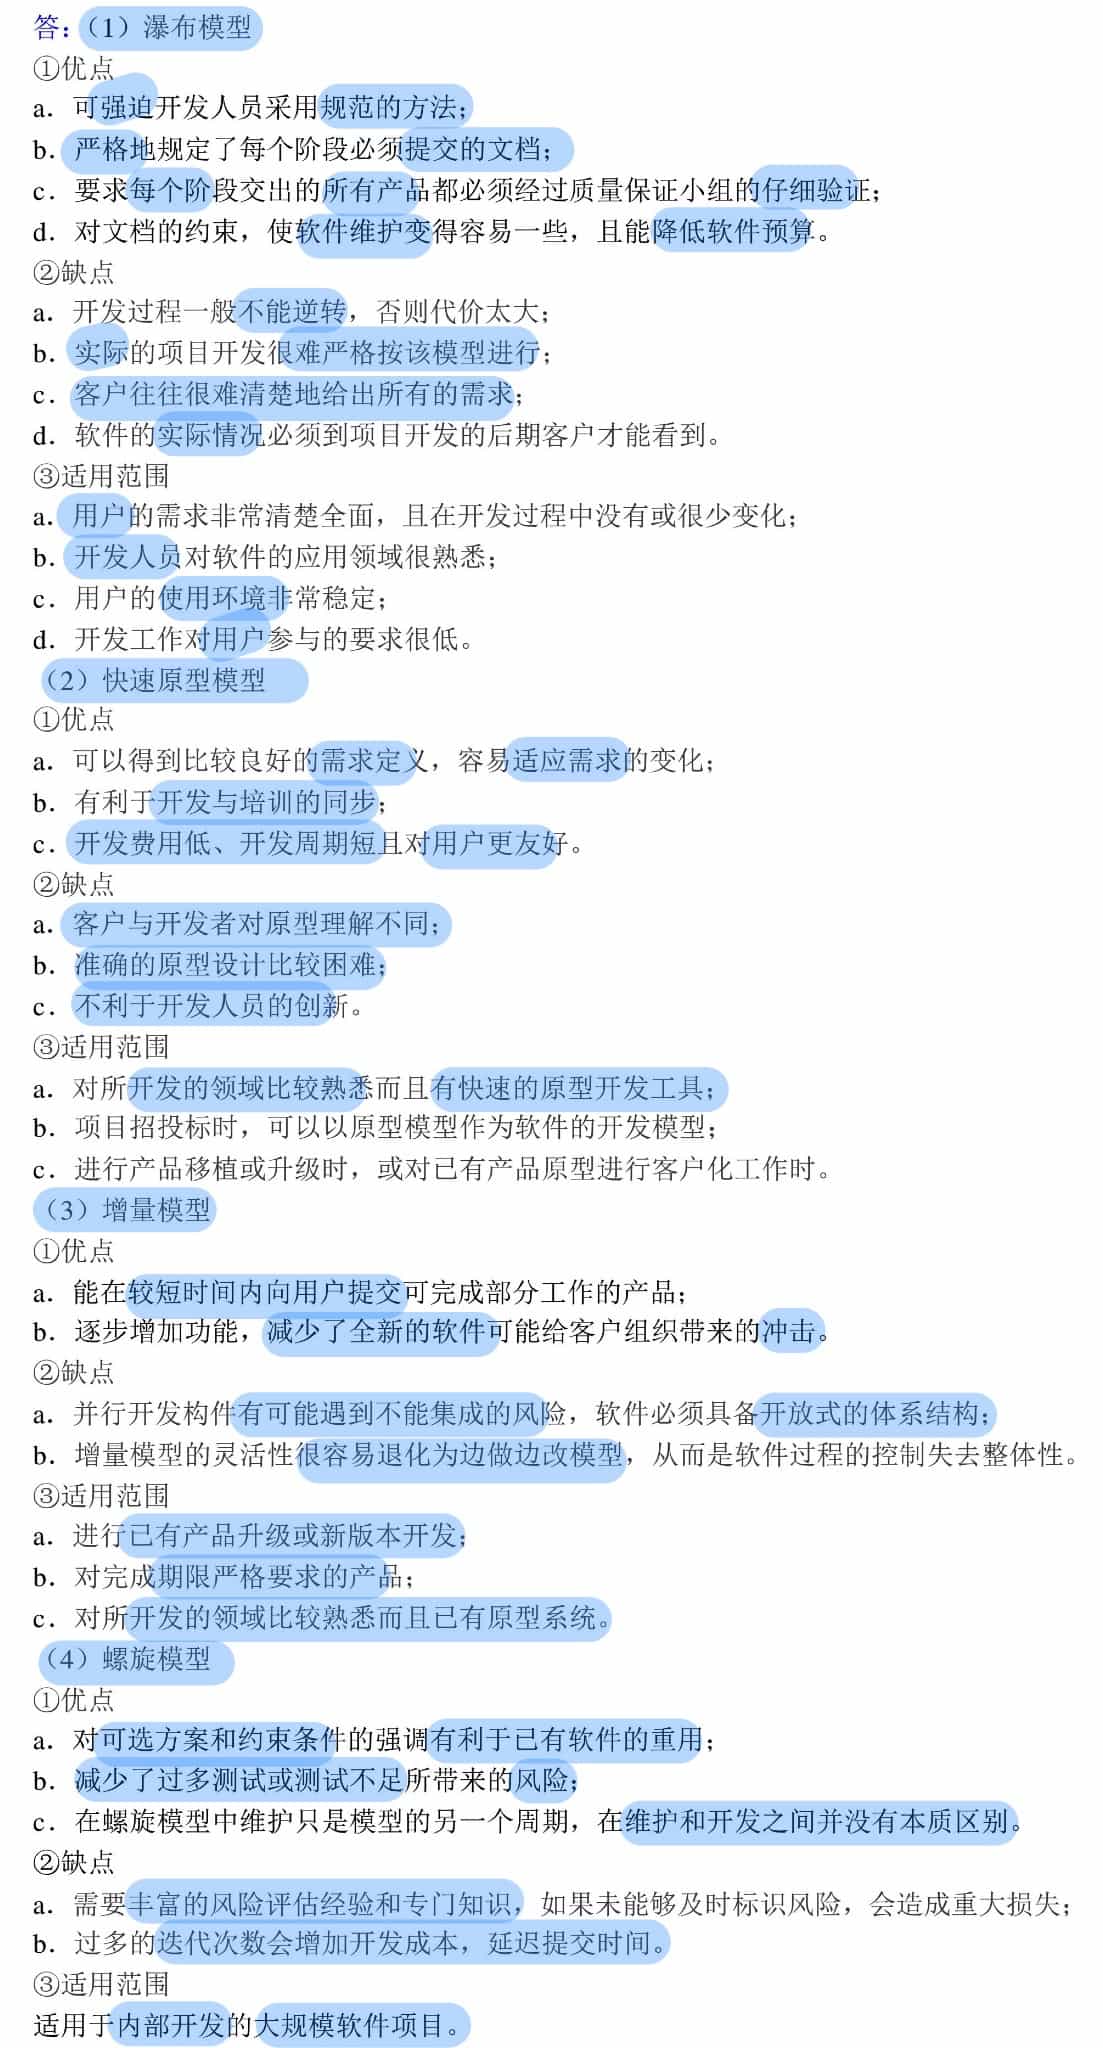 答：（1）瀑布模型
①优点
a．可强迫开发人员采用规范的方法；
b．严格地规定了每个阶段必须提交的文档；
c．要求每个阶段交出的所有产品都必须经过质量保证小组的仔细验证；
d．对文档的约束，使软件维护变得容易一些，且能降低软件预算。
②缺点
a．开发过程一般不能逆转，否则代价太大；
b．实际的项目开发很难严格按该模型进行；
c．客户往往很难清楚地给出所有的需求；
d．软件的实际情况必须到项目开发的后期客户才能看到。
③适用范围
a．用户的需求非常清楚全面，且在开发过程中没有或很少变化；
b．开发人员对软件的应用领域很熟悉；
c．用户的使用环境非常稳定；
d．开发工作对用户参与的要求很低。
（2）快速原型模型
①优点
a．可以得到比较良好的需求定义，容易适应需求的变化；
b．有利于开发与培训的同步；
c．开发费用低、开发周期短且对用户更友好。
②缺点
a．客户与开发者对原型理解不同；
b．准确的原型设计比较困难；
c．不利于开发人员的创新。
③适用范围
a．对所开发的领域比较熟悉而且有快速的原型开发工具；
b．项目招投标时，可以以原型模型作为软件的开发模型；
c．进行产品移植或升级时，或对已有产品原型进行客户化工作时。
（3）增量模型
①优点
a．能在较短时间内向用户提交可完成部分工作的产品；
b．逐步增加功能，减少了全新的软件可能给客户组织带来的冲击。
②缺点
a．并行开发构件有可能遇到不能集成的风险，软件必须具备开放式的体系结构；
b．增量模型的灵活性很容易退化为边做边改模型，从而是软件过程的控制失去整体性。
③适用范围
a．进行已有产品升级或新版本开发；
b．对完成期限严格要求的产品；
c．对所开发的领域比较熟悉而且已有原型系统。
（4）螺旋模型
①优点
a．对可选方案和约束条件的强调有利于已有软件的重用；
b．减少了过多测试或测试不足所带来的风险；
c．在螺旋模型中维护只是模型的另一个周期，在维护和开发之间并没有本质区别。
②缺点
a．需要丰富的风险评估经验和专门知识，如果未能够及时标识风险，会造成重大损失；
b．过多的迭代次数会增加开发成本，延迟提交时间。
③适用范围
适用于内部开发的大规模软件项目。